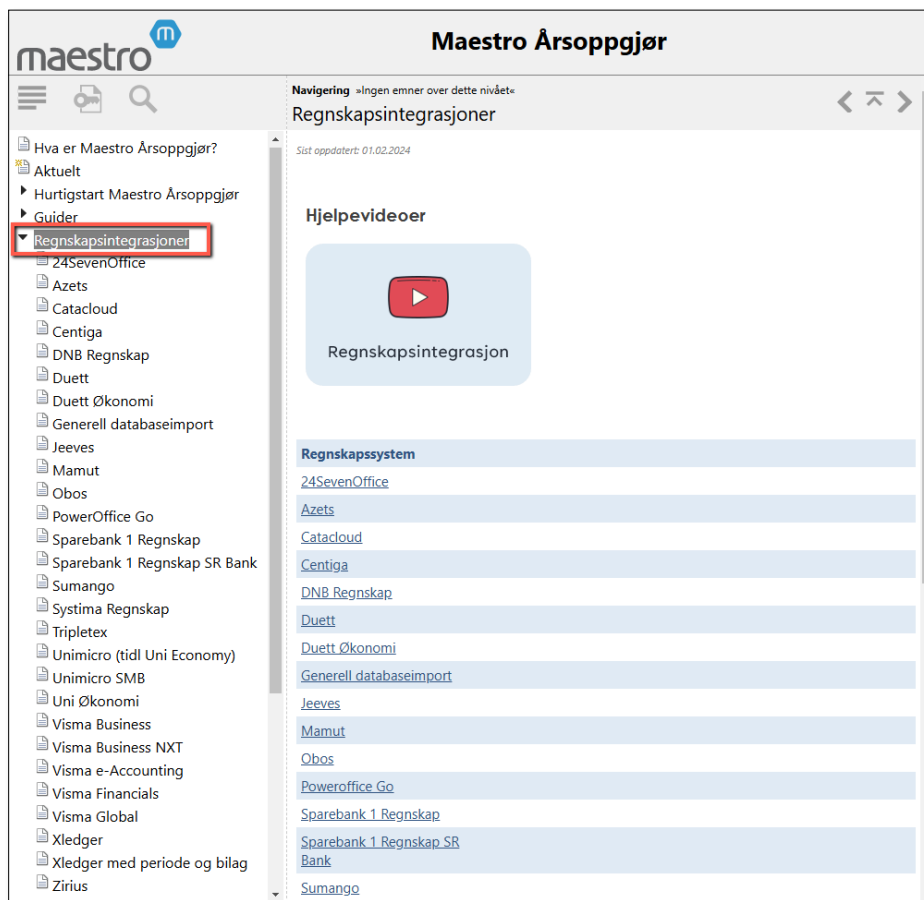 maestro
m
Maestro Årsoppgjør
Navigering »Ingen emner over dette nivået«
Regnskapsintegrasjoner
Hva er Maestro Årsoppgjør?
Aktuelt
Hurtigstart Maestro Årsoppgjør
Guider
Regnskapsintegrasjoner
24SevenOffice
Azets
Catacloud
Centiga
DNB Regnskap
Duett
Duett Økonomi
Generell databaseimport
Jeeves
Mamut
Obos
PowerOffice Go
Sparebank 1 Regnskap
Sparebank 1 Regnskap SR Bank
Sumango
Systima Regnskap
Tripletex
Unimicro (tidl Uni Economy)
Unimicro SMB
Uni Økonomi
Visma Business
Visma Business NXT
Visma e-Accounting
Visma Financials
Visma Global
Xledger
Xledger med periode og bilag
Zirius
Sist oppdatert: 01.02.2024
Hjelpevideoer
Regnskapsintegrasjon
Regnskapssystem
24SevenOffice
Azets
Catacloud
Centiga
DNB Regnskap
Duett
Duett Økonomi
Generell databaseimport
Jeeves
Mamut
Obos
Poweroffice Go
Sparebank 1 Regnskap
Sparebank 1 Regnskap SR
Bank
Sumango